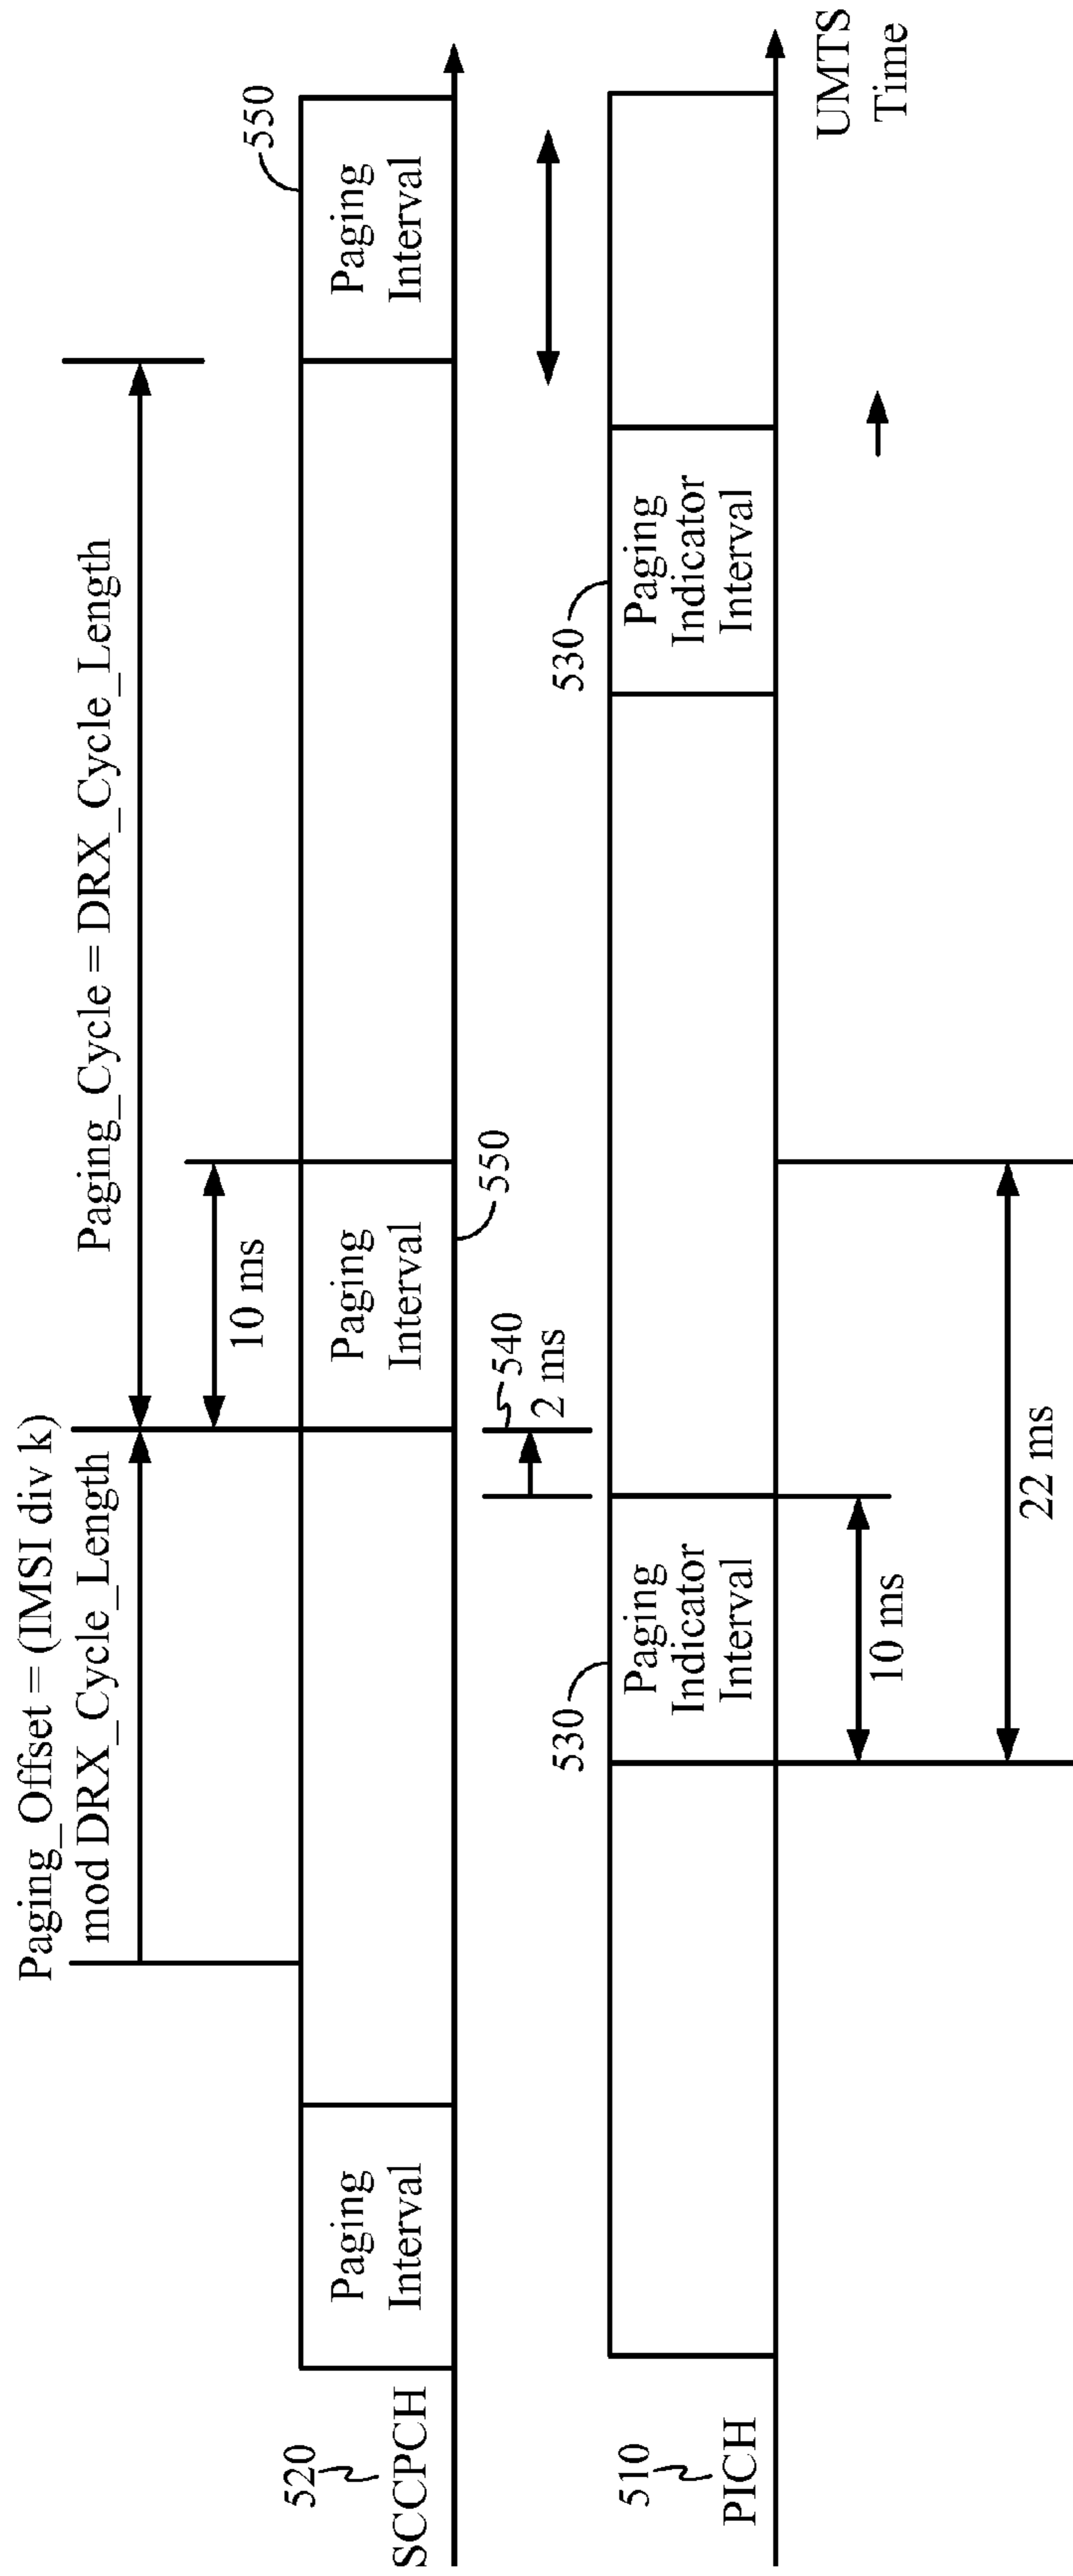 Paging_Offset = (IMSI div k)
mod DRX_Cycle_Length
Paging_Cycle = DRX_Cycle_Length
10 ms
550
520
SCCPCH
Paging
Interval
Paging
Interval
Paging
Interval
550
540
2 ms
530
530
510
PICH
Paging
Indicator
Interval
Paging
Indicator
Interval
UMTS
Time
10 ms
22 ms